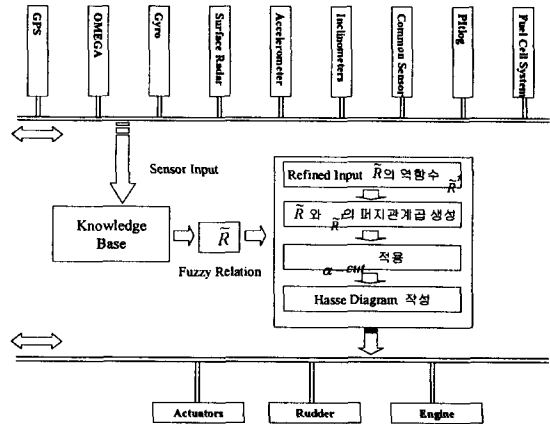 GPS
OMEGA
Gyro
Surface Radar
Accelerometer
Inclinometers
Common Sensor
Pitlog
Fuel Cell System
Sensor Input
Knowledge
Base
R̃
Fuzzy Relation
Refined Input R̃의 역함수 R̃'
R̃ 와 R̃'의 퍼지관계곱 생성
α-cut 적용
Hasse Diagram 작성
Actuators
Rudder
Engine